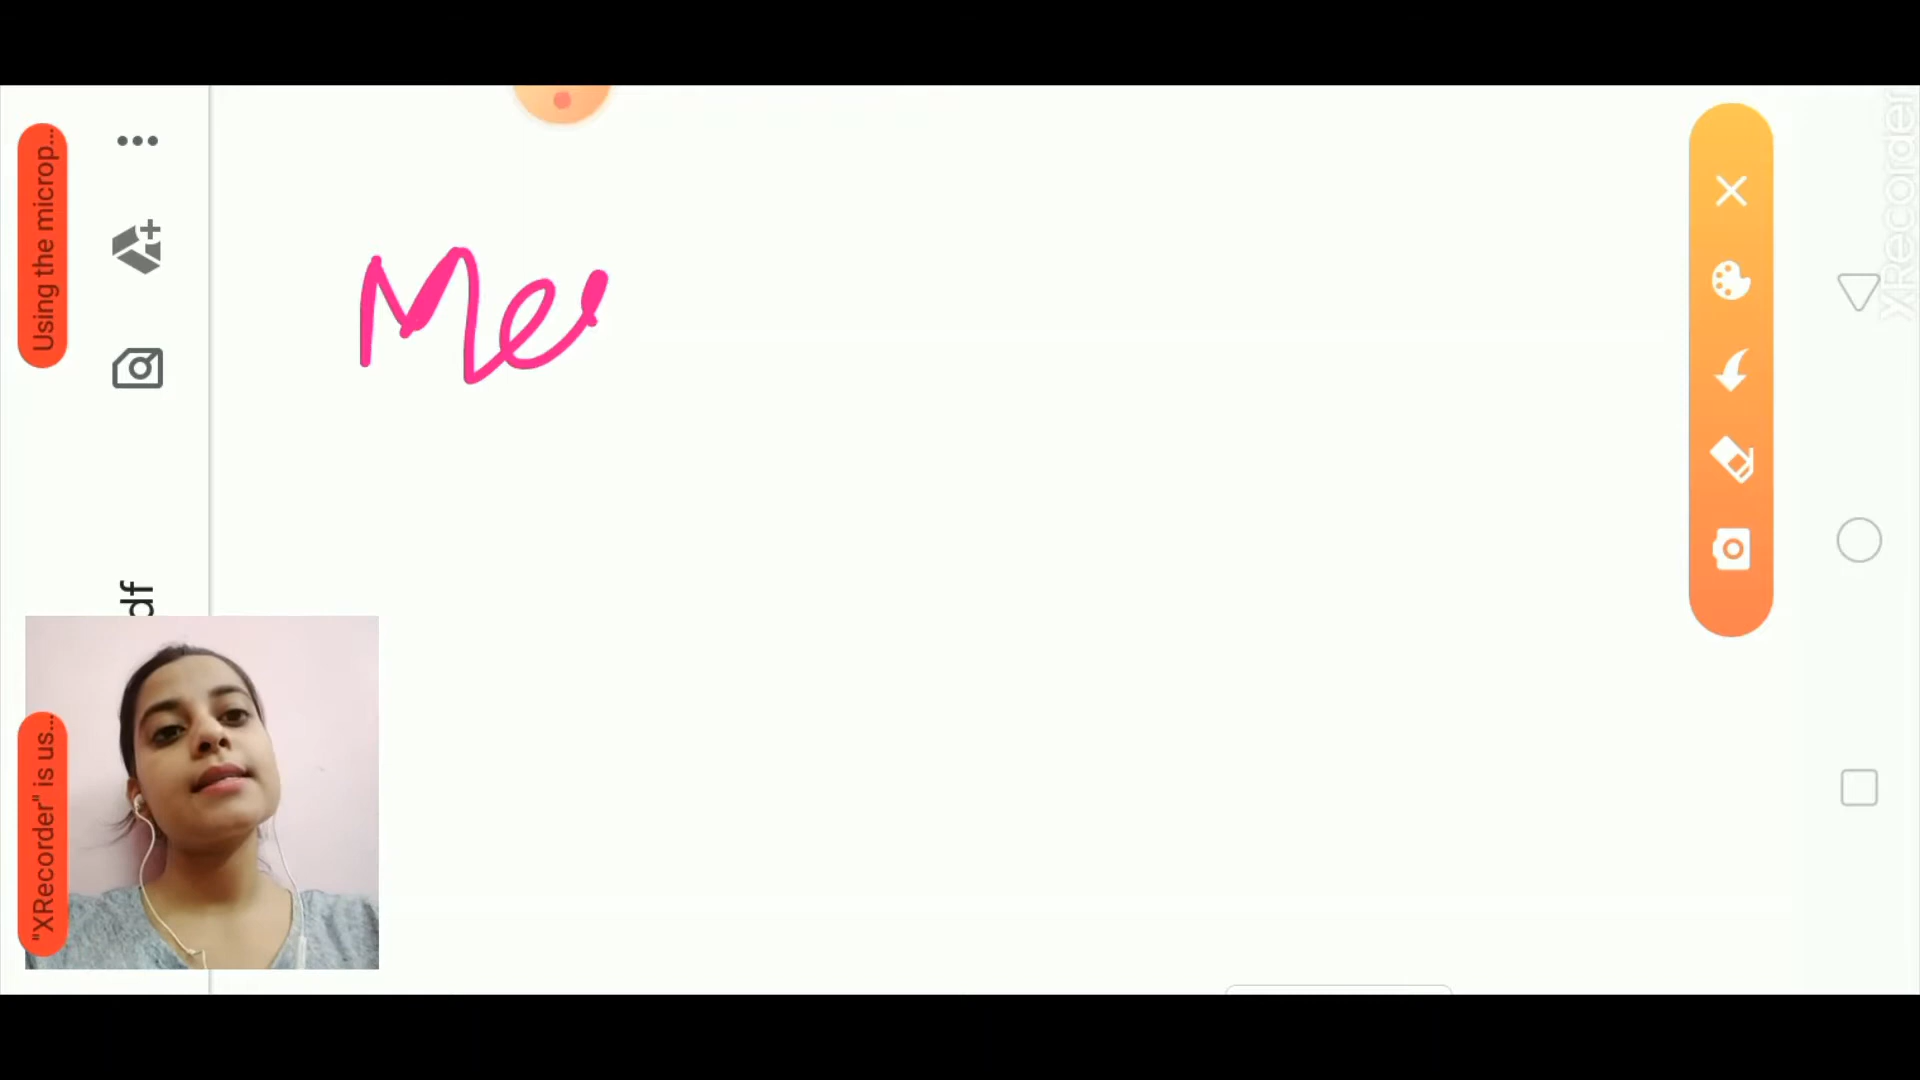 Using the microp...
df
"XRecorder" is us...
Me
XRecorder